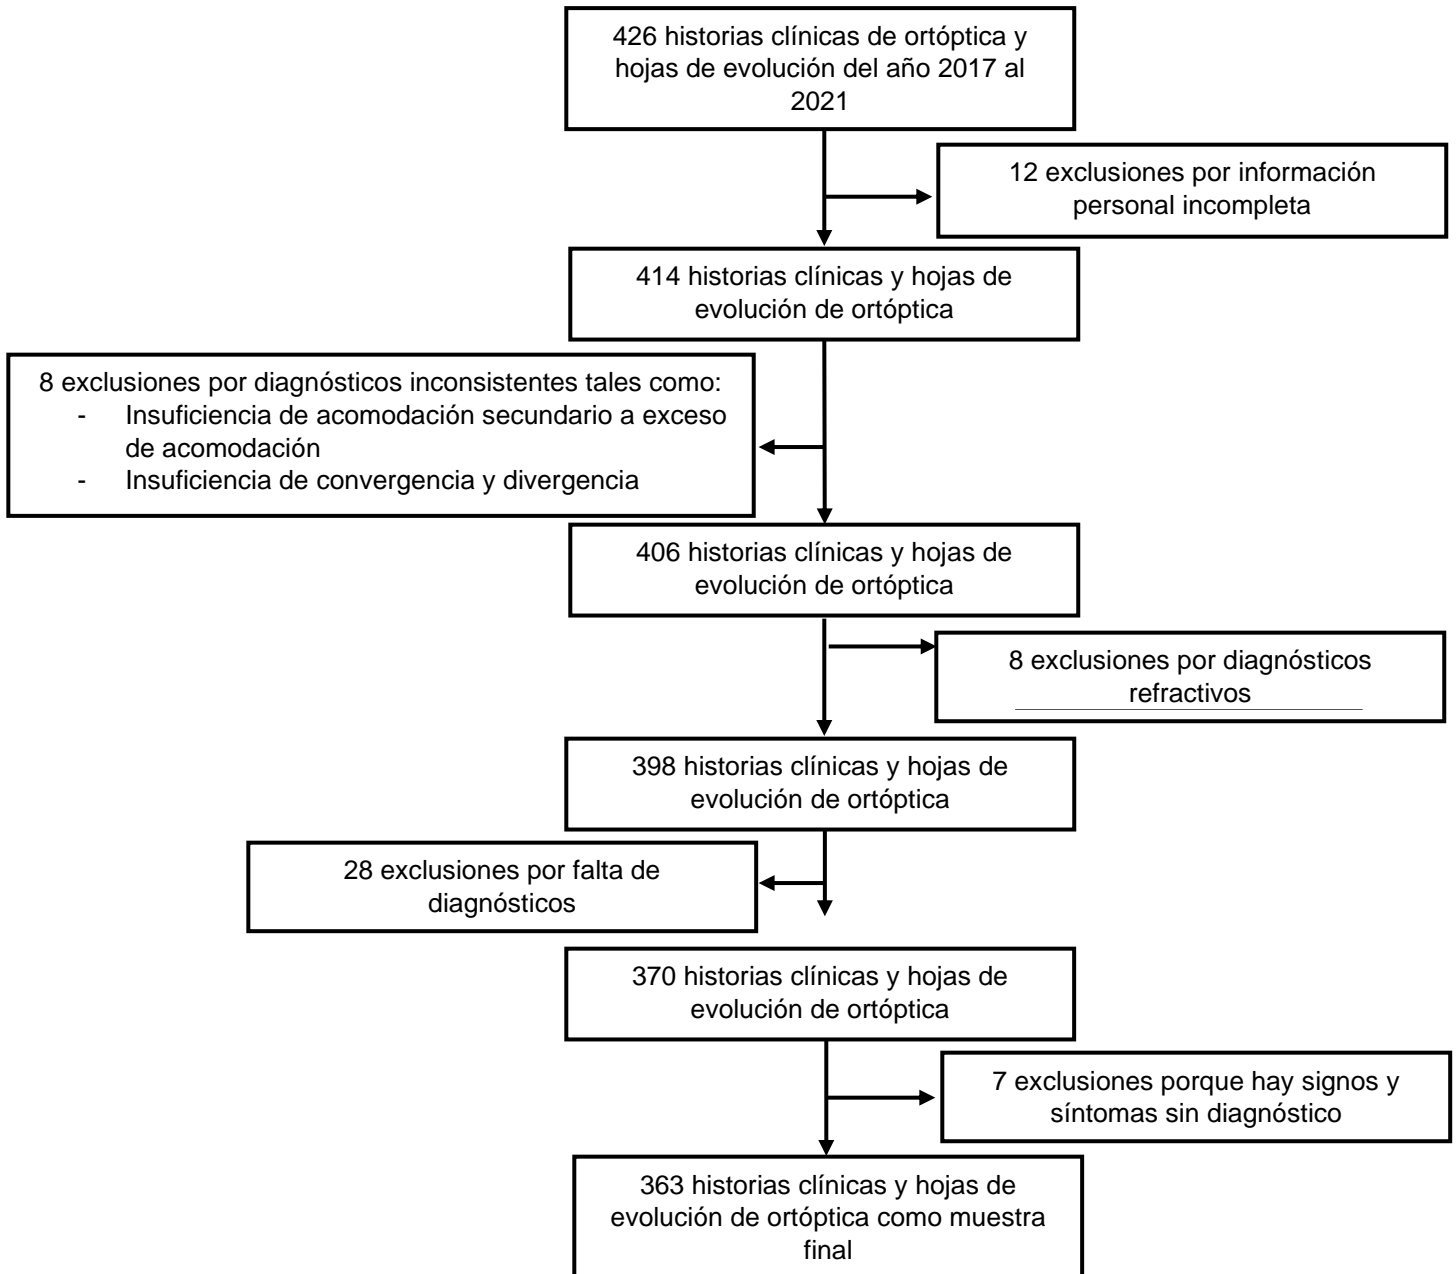 426 historias clínicas de ortóptica y
hojas de evolución del año 2017 al
2021
12 exclusiones por información
personal incompleta
414 historias clínicas y hojas de
evolución de ortóptica
8 exclusiones por diagnósticos inconsistentes tales como:
- Insuficiencia de acomodación secundario a exceso
de acomodación
- Insuficiencia de convergencia y divergencia
406 historias clínicas y hojas de
evolución de ortóptica
8 exclusiones por diagnósticos
refractivos
398 historias clínicas y hojas de
evolución de ortóptica
28 exclusiones por falta de
diagnósticos
370 historias clínicas y hojas de
evolución de ortóptica
7 exclusiones porque hay signos y
síntomas sin diagnóstico
363 historias clínicas y hojas de
evolución de ortóptica como muestra
final